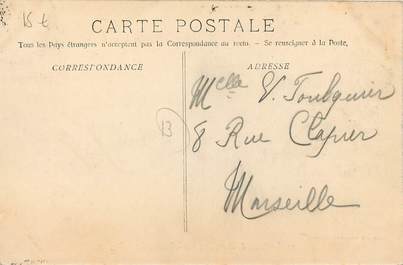 15 €
CARTE POSTALE
Tous les Pays étrangers n'acceptent pas la Correspondance au recto. - Se renseigner à la Poste,
CORRESPONDANCE
ADRESSE
Melle V.
13
8 Rue Clapier
Marseille